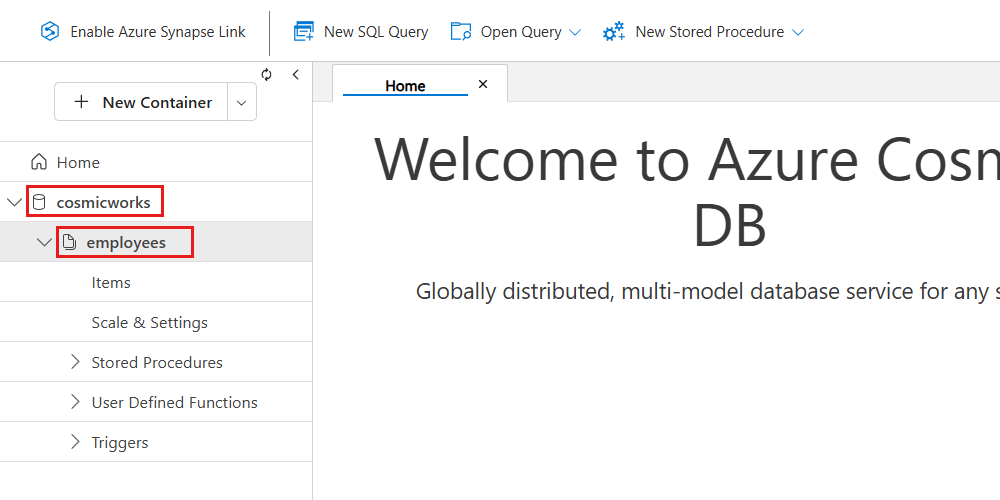 Enable Azure Synapse Link
New SQL Query
Open Query
New Stored Procedure
New Container
Home
cosmicworks
employees
Items
Scale & Settings
Stored Procedures
User Defined Functions
Triggers
Home
Welcome to Azure Cosm
DB
Globally distributed, multi-model database service for any s